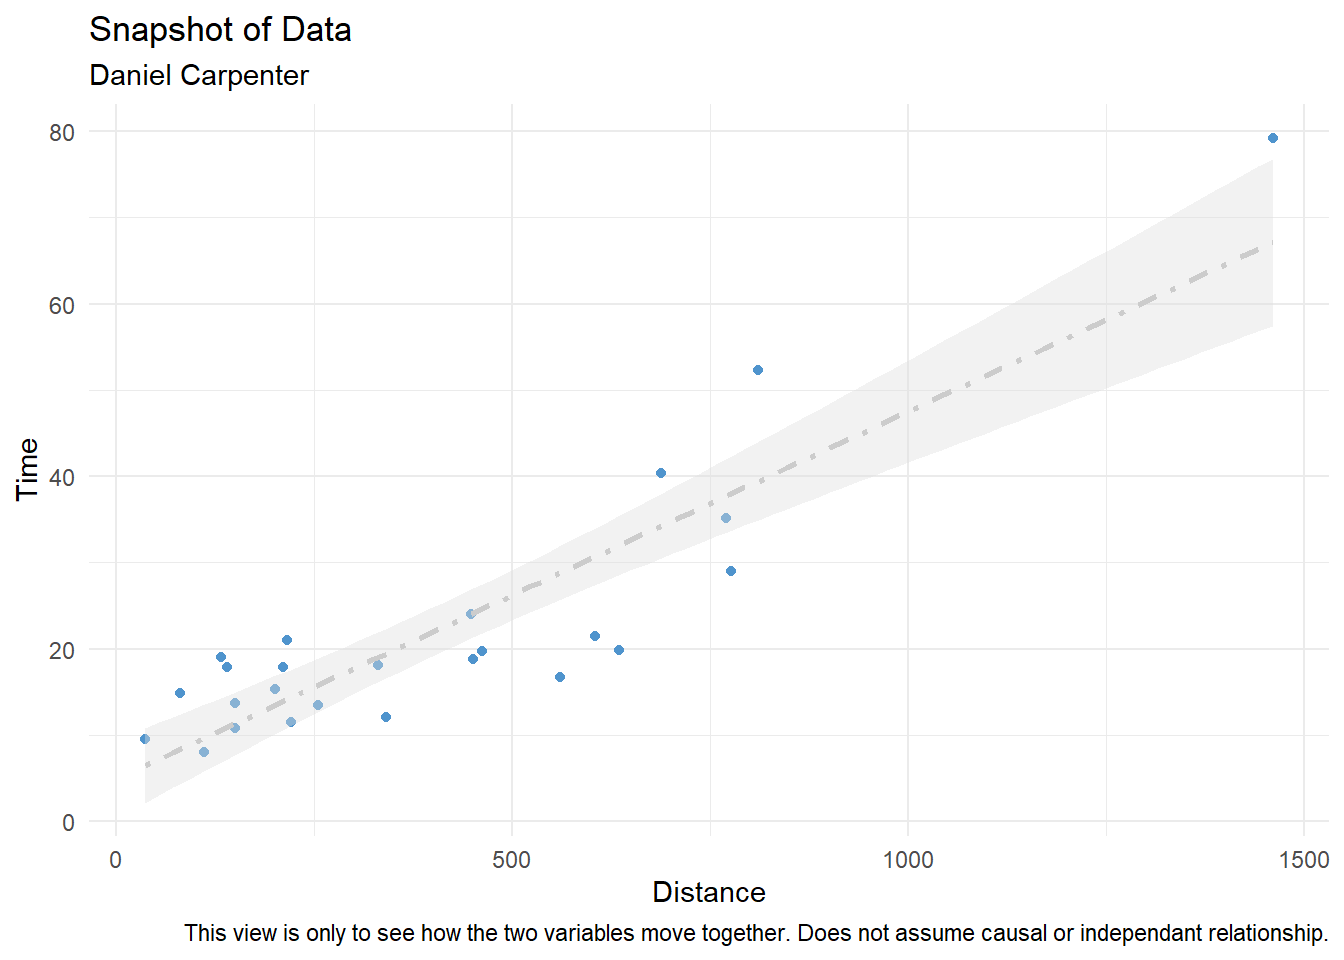 Snapshot of Data
Daniel Carpenter
80
60
40
20
0
Time
0 500 1000 1500
Distance
This view is only to see how the two variables move together. Does not assume causal or independant relationship.